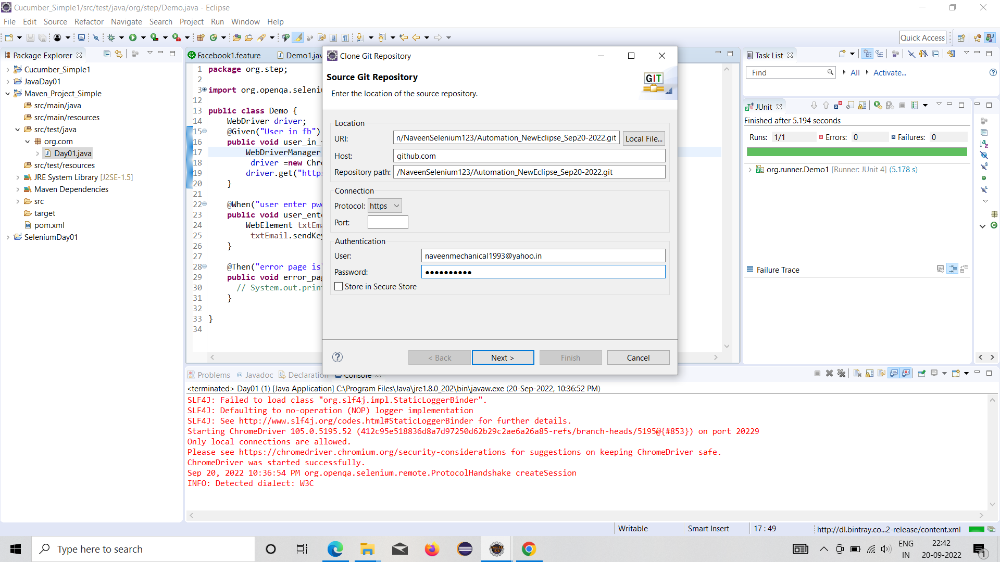 Cucumber_Simple1/src/test/java/org/step/Demo.java - Eclipse
File Edit Source Refactor Navigate Search Project Run Window Help
Quick Access
Package Explorer
Cucumber_Simple1
JavaDay01
Maven_Project_Simple
src/main/java
src/main/resources
src/test/java
org.com
Day01.java
src/test/resources
JRE System Library [J2SE-1.5]
Maven Dependencies
src
target
pom.xml
SeleniumDay01
Facebook1.feature Demo1.jav
1 package org.step;
2
3 import org.openqa.seleniu
12
13 public class Demo {
14 WebDriver driver;
15 @Given("User in fb")
16 public void user_in_
17 WebDriverManager
18 driver =new Chro
19 driver.get("http
20 }
21
22 @When("user enter pw
23 public void user_ent
24 WebElement txtEma
25 txtEmail.sendKey
26 }
27
28 @Then("error page is
29 public void error_pag
30 // System.out.print
31 }
32
33 }
34
Clone Git Repository
Source Git Repository
Enter the location of the source repository.
GIT
Location
URI: n/NaveenSelenium123/Automation_NewEclipse_Sep20-2022.git Local File...
Host: github.com
Repository path: /NaveenSelenium123/Automation_NewEclipse_Sep20-2022.git
Connection
Protocol: https
Port:
Authentication
User: naveenmechanical1993@yahoo.in
Password: ●●●●●●●●●●
Store in Secure Store
< Back Next > Finish Cancel
Task List
Find All Activate...
JUnit
Finished after 5.194 seconds
Runs: 1/1 Errors: 0 Failures: 0
org.runner.Demo1 [Runner: JUnit 4] (5.178 s)
Failure Trace
Problems @ Javadoc Declaration Console
<terminated> Day01 (1) [Java Application] C:\Program Files\Java\jre1.8.0_202\bin\javaw.exe (20-Sep-2022, 10:36:52 PM)
SLF4J: Failed to load class "org.slf4j.impl.StaticLoggerBinder".
SLF4J: Defaulting to no-operation (NOP) logger implementation
SLF4J: See http://www.slf4j.org/codes.html#StaticLoggerBinder for further details.
Starting ChromeDriver 105.0.5195.52 (412c95e518836d8a7d97250d62b29c2ae6a26a85-refs/branch-heads/5195@{#853}) on port 20229
Only local connections are allowed.
Please see https://chromedriver.chromium.org/security-considerations for suggestions on keeping ChromeDriver safe.
ChromeDriver was started successfully.
Sep 20, 2022 10:36:54 PM org.openqa.selenium.remote.ProtocolHandshake createSession
INFO: Detected dialect: W3C
Writable Smart Insert 17 : 49 http://dl.bintray.co...2-release/content.xml
Type here to search
ENG
IN
22:42
20-09-2022
1